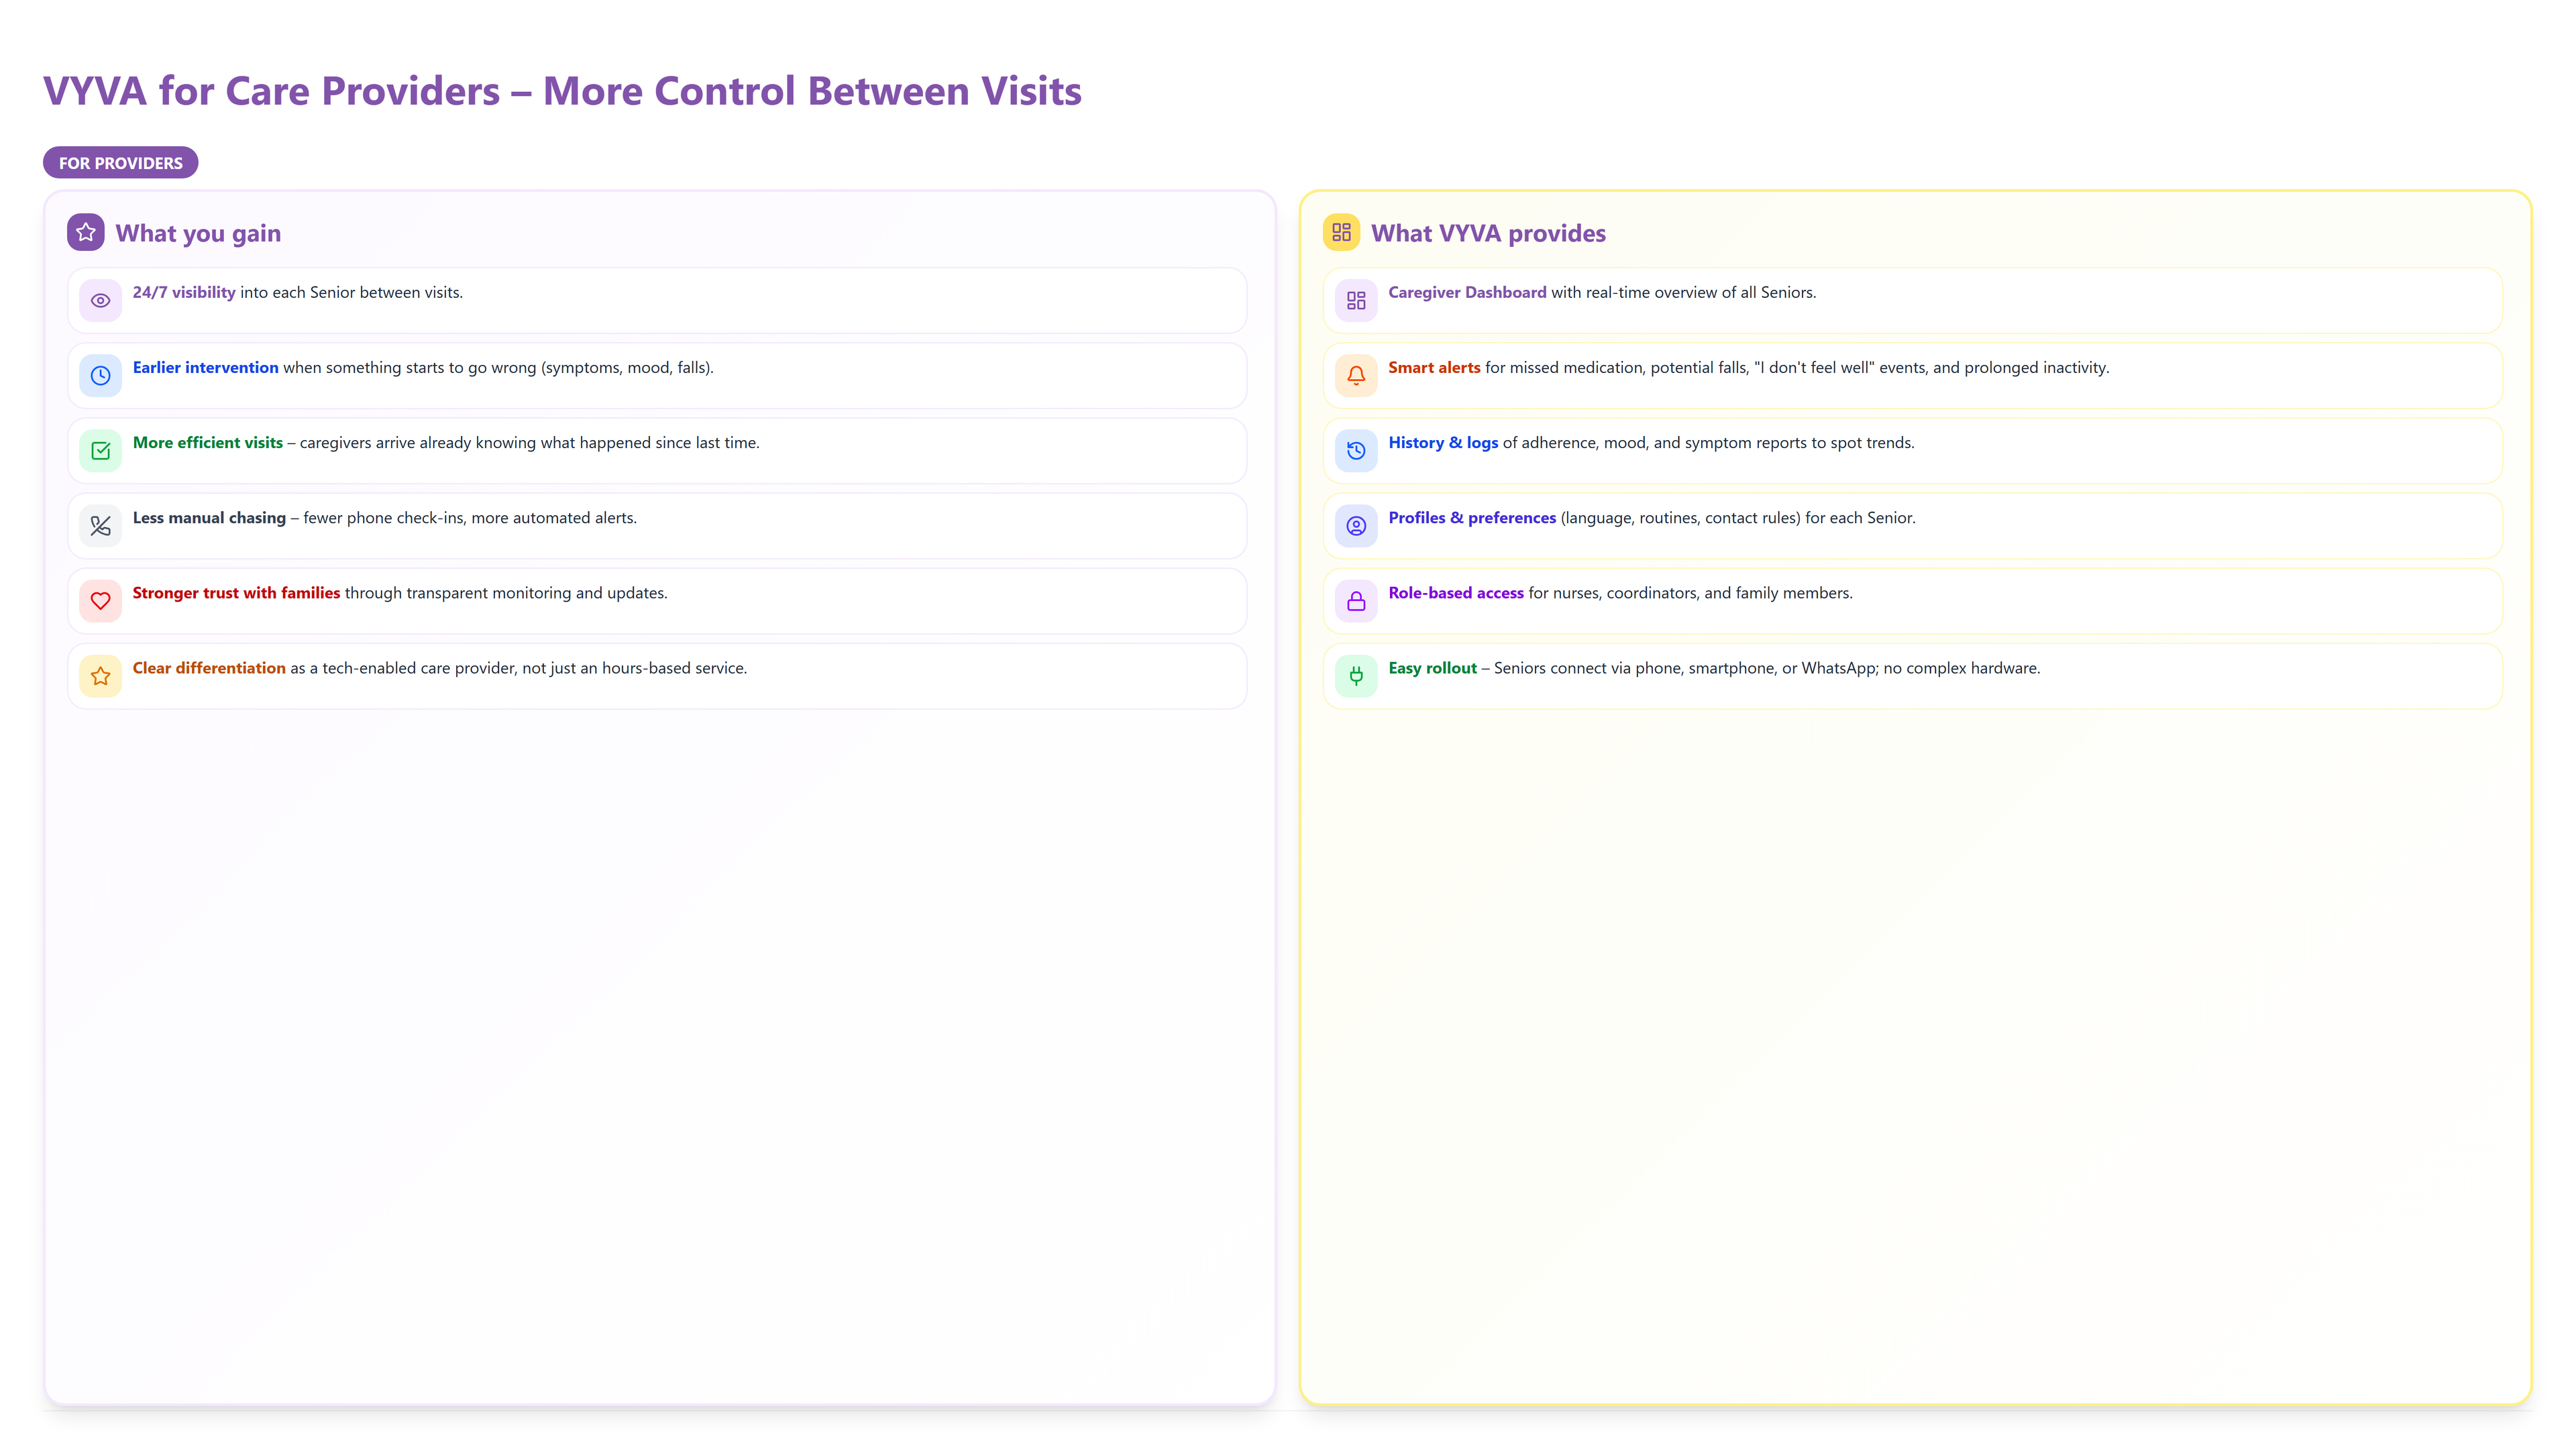 VYVA for Care Providers – More Control Between Visits
FOR PROVIDERS
What you gain
24/7 visibility into each Senior between visits.
Earlier intervention when something starts to go wrong (symptoms, mood, falls).
More efficient visits – caregivers arrive already knowing what happened since last time.
Less manual chasing – fewer phone check-ins, more automated alerts.
Stronger trust with families through transparent monitoring and updates.
Clear differentiation as a tech-enabled care provider, not just an hours-based service.
What VYVA provides
Caregiver Dashboard with real-time overview of all Seniors.
Smart alerts for missed medication, potential falls, "I don't feel well" events, and prolonged inactivity.
History & logs of adherence, mood, and symptom reports to spot trends.
Profiles & preferences (language, routines, contact rules) for each Senior.
Role-based access for nurses, coordinators, and family members.
Easy rollout – Seniors connect via phone, smartphone, or WhatsApp; no complex hardware.